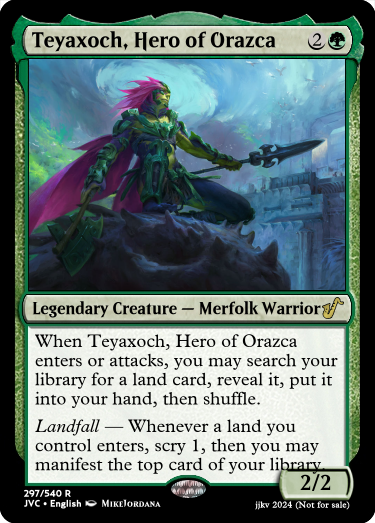 Teyaxoch, Hero of Orazca 2
Legendary Creature — Merfolk Warrior
When Teyaxoch, Hero of Orazca
enters or attacks, you may search your
library for a land card, reveal it, put it
into your hand, then shuffle.
Landfall — Whenever a land you
control enters, scry 1, then you may
manifest the top card of your library.
2/2
297/540 R
JVC • English MikeJordana
jjkv 2024 (Not for sale)